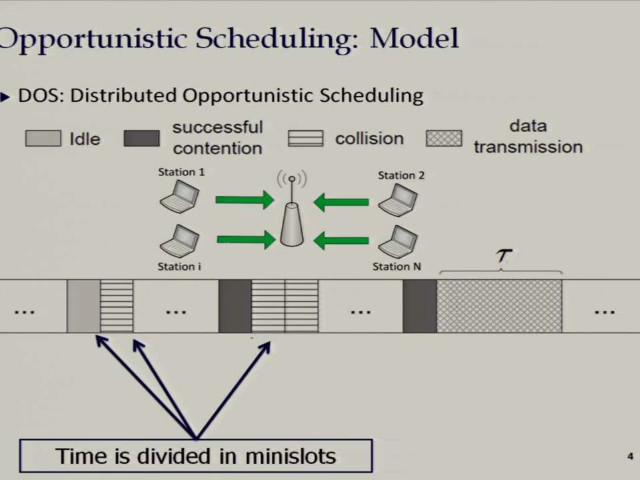 Opportunistic Scheduling: Model
▶ DOS: Distributed Opportunistic Scheduling
Idle
successful
contention
collision
data
transmission
Station 1
Station 2
Station i
Station N
τ
... ... ... ... ...
Time is divided in minislots
4